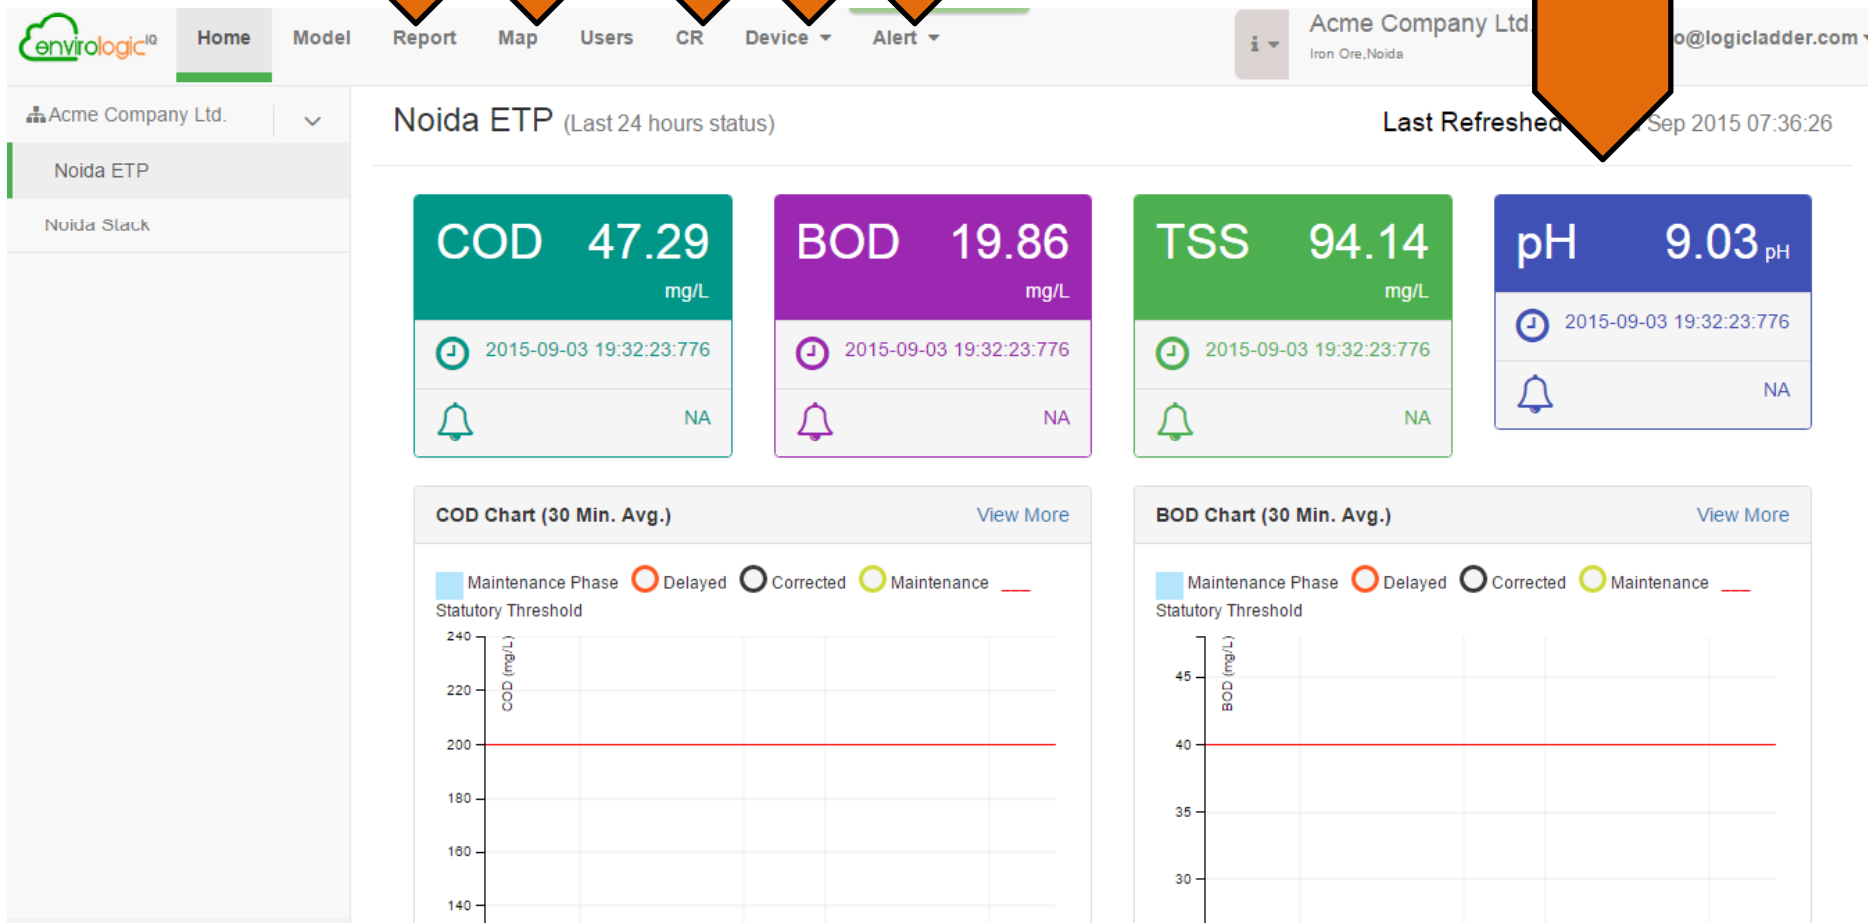 envirologic IQ
Home Model Report Map Users CR Device Alert
i Acme Company Ltd.
Iron Ore,Noida
o@logicladder.com
Acme Company Ltd.
Noida ETP
Noida Stack
Noida ETP (Last 24 hours status)
Last Refreshed Sep 2015 07:36:26
COD 47.29
mg/L
2015-09-03 19:32:23:776
NA
BOD 19.86
mg/L
2015-09-03 19:32:23:776
NA
TSS 94.14
mg/L
2015-09-03 19:32:23:776
NA
pH 9.03 pH
2015-09-03 19:32:23:776
NA
COD Chart (30 Min. Avg.) View More
Maintenance Phase Delayed Corrected Maintenance
Statutory Threshold
COD (mg/L)
240
220
200
180
160
140
BOD Chart (30 Min. Avg.) View More
Maintenance Phase Delayed Corrected Maintenance
Statutory Threshold
BOD (mg/L)
45
40
35
30